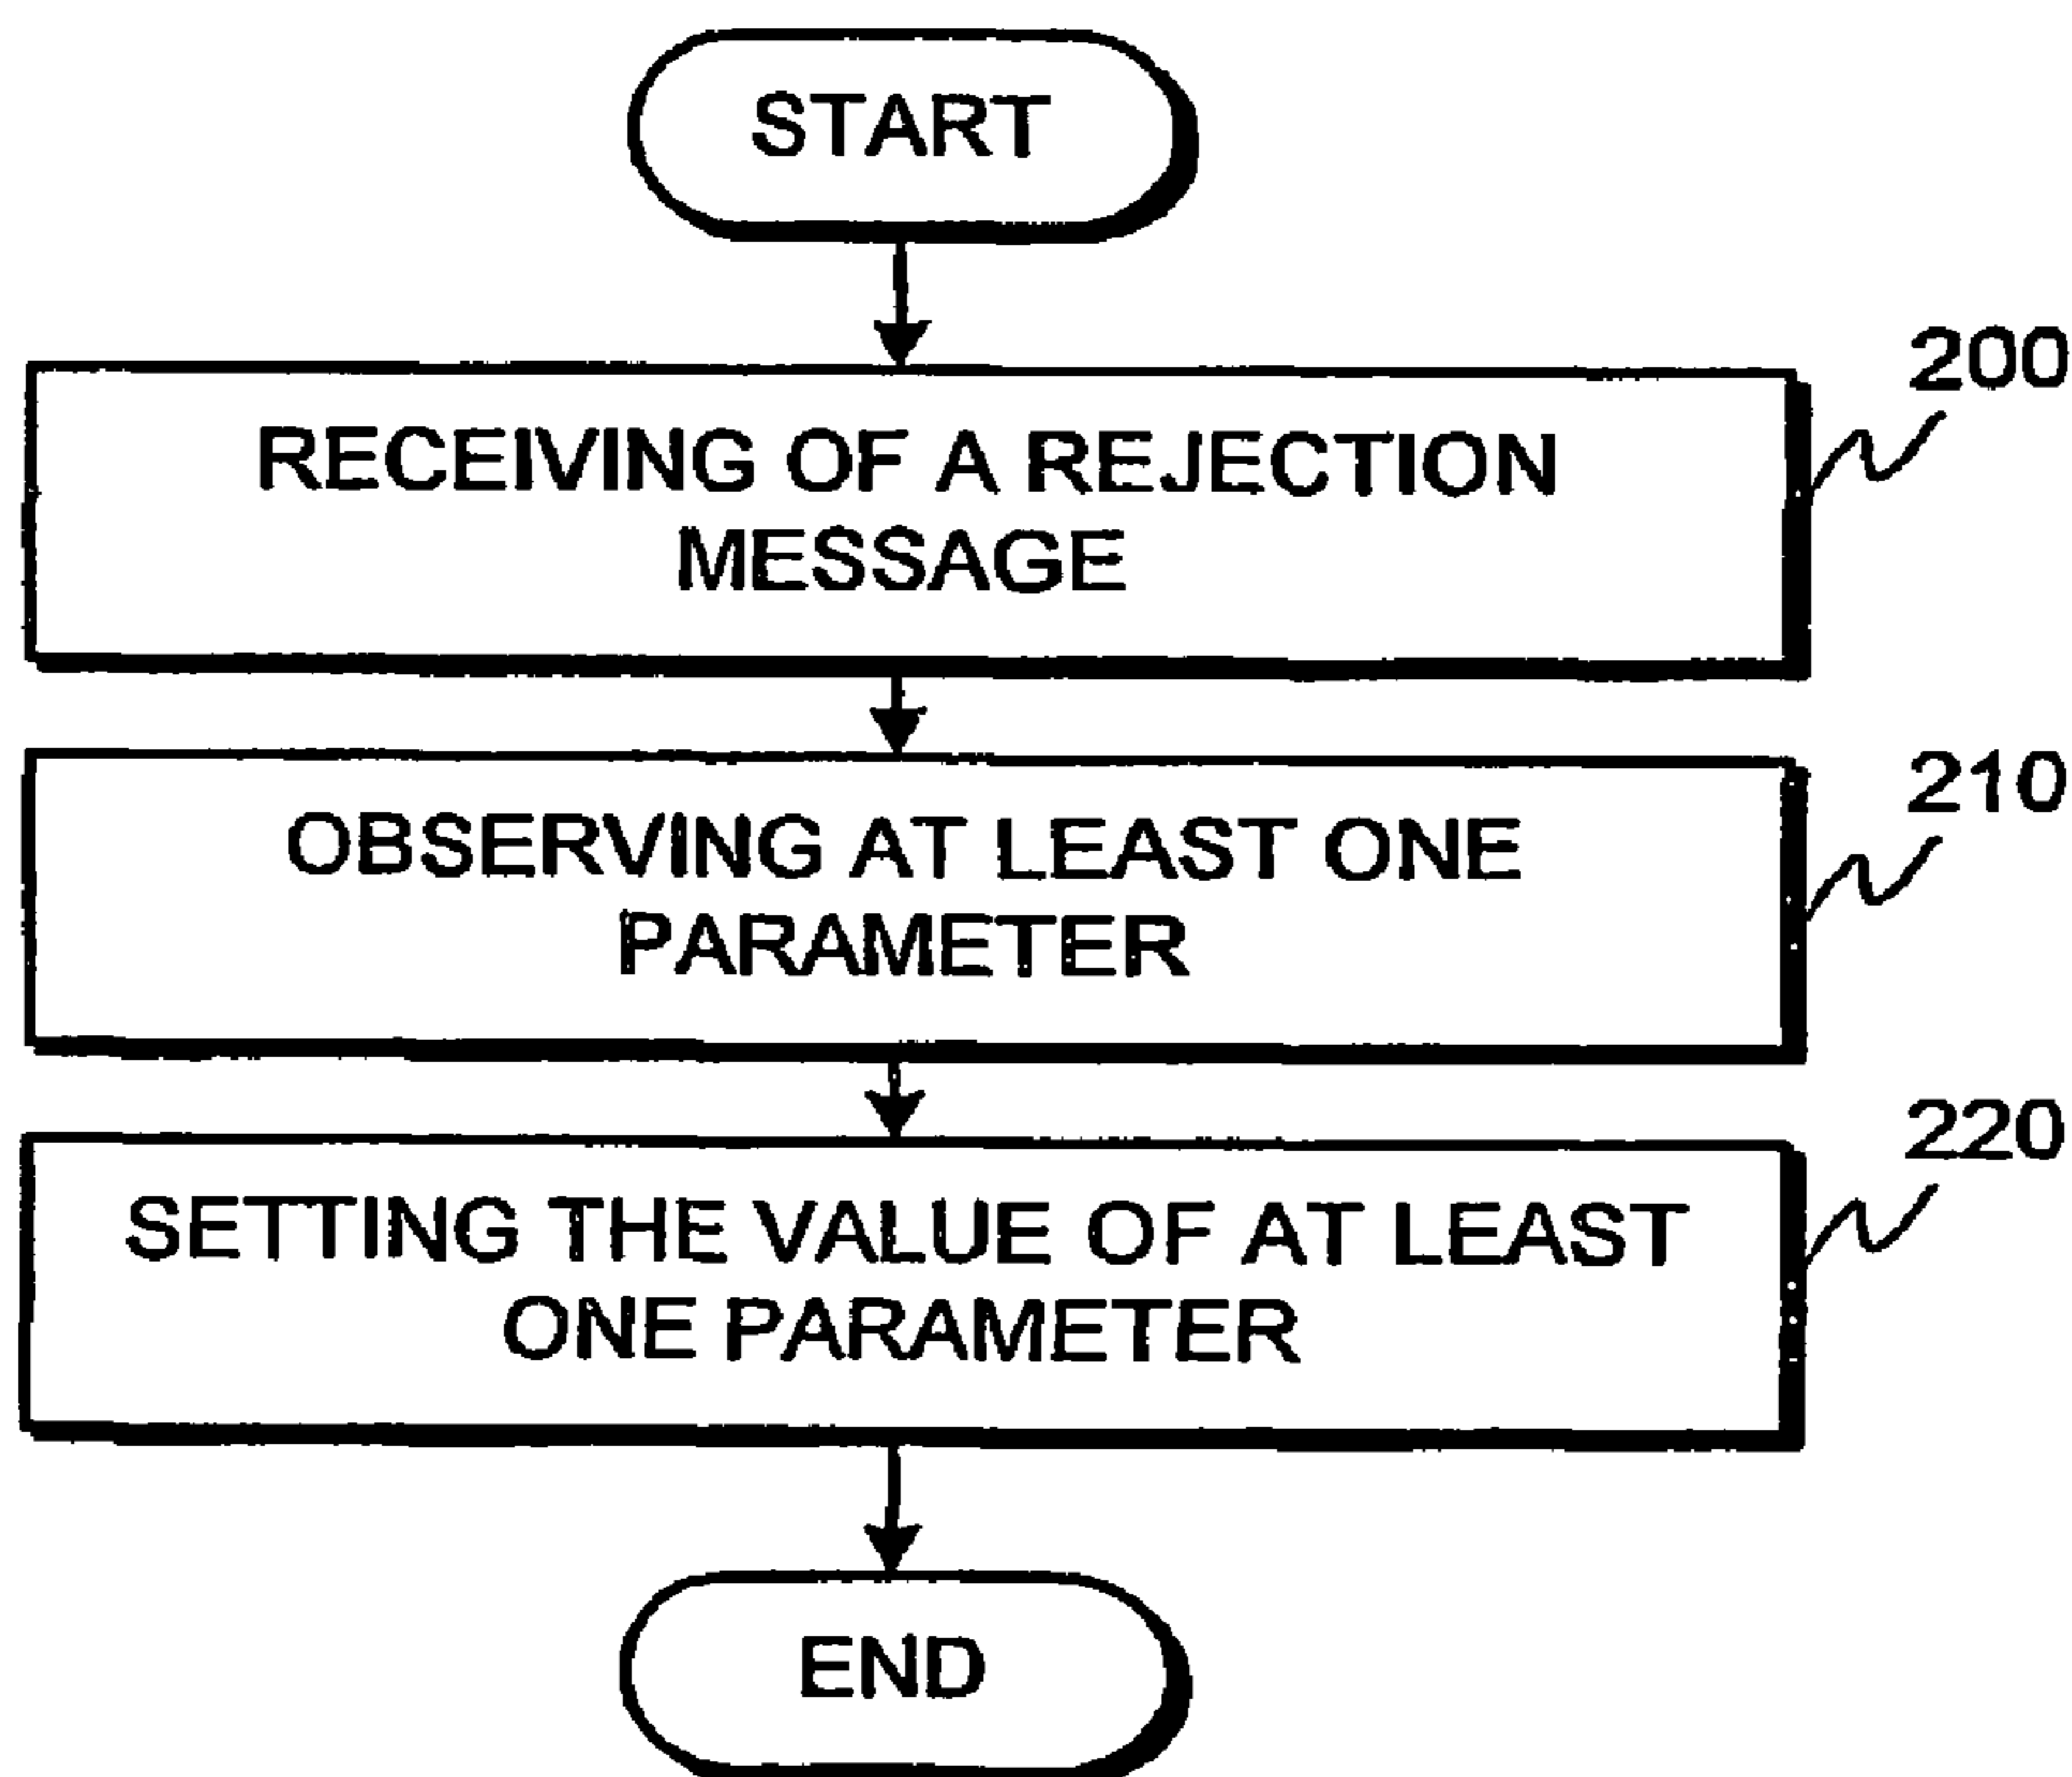 START
200
RECEIVING OF A REJECTION
MESSAGE
210
OBSERVING AT LEAST ONE
PARAMETER
220
SETTING THE VALUE OF AT LEAST
ONE PARAMETER
END